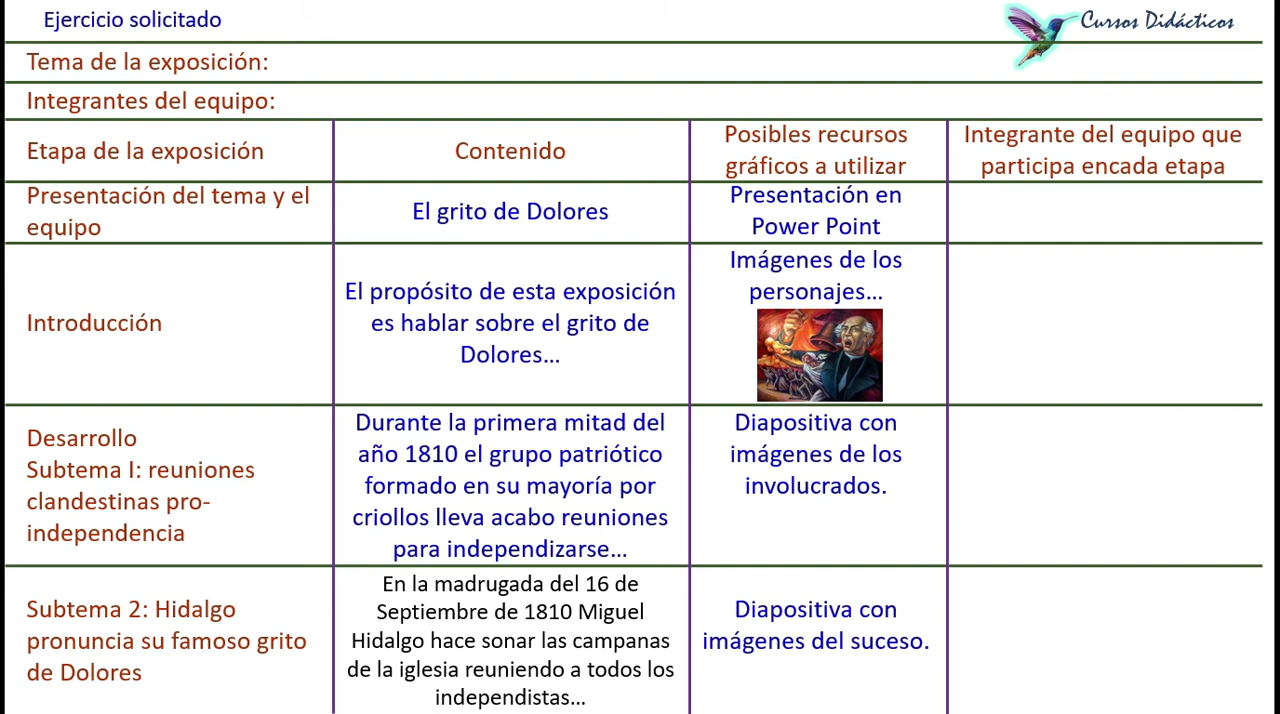 Ejercicio solicitado
Cursos Didácticos
Tema de la exposición:
Integrantes del equipo:
Etapa de la exposición
Contenido
Posibles recursos
gráficos a utilizar
Integrante del equipo que
participa encada etapa
Presentación del tema y el
equipo
El grito de Dolores
Presentación en
Power Point
Introducción
El propósito de esta exposición
es hablar sobre el grito de
Dolores...
Imágenes de los
personajes...
Desarrollo
Subtema I: reuniones
clandestinas pro-
independencia
Durante la primera mitad del
año 1810 el grupo patriótico
formado en su mayoría por
criollos lleva acabo reuniones
para independizarse...
Diapositiva con
imágenes de los
involucrados.
Subtema 2: Hidalgo
pronuncia su famoso grito
de Dolores
En la madrugada del 16 de
Septiembre de 1810 Miguel
Hidalgo hace sonar las campanas
de la iglesia reuniendo a todos los
independistas...
Diapositiva con
imágenes del suceso.